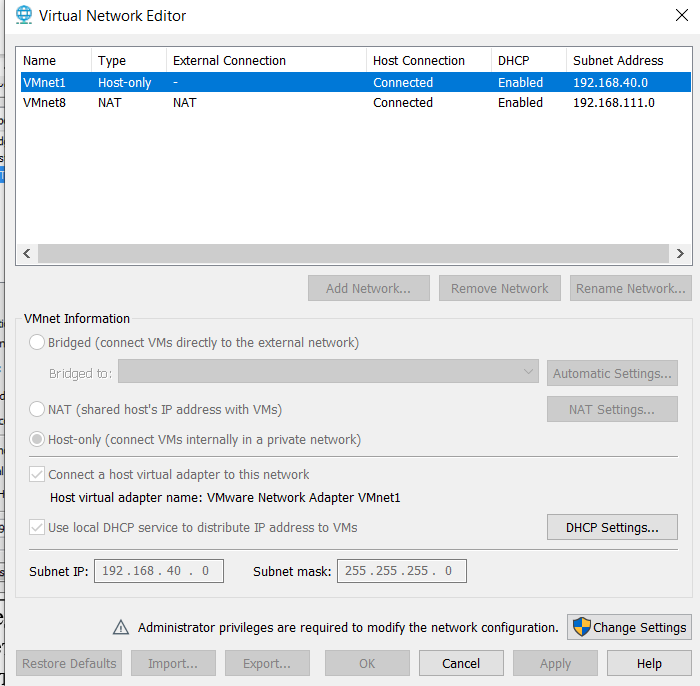 Virtual Network Editor
Name Type External Connection Host Connection DHCP Subnet Address
VMnet1 Host-only - Connected Enabled 192.168.40.0
VMnet8 NAT NAT Connected Enabled 192.168.111.0
Add Network... Remove Network Rename Network...
VMnet Information
Bridged (connect VMs directly to the external network)
Bridged to: Automatic Settings...
NAT (shared host's IP address with VMs) NAT Settings...
Host-only (connect VMs internally in a private network)
Connect a host virtual adapter to this network
Host virtual adapter name: VMware Network Adapter VMnet1
Use local DHCP service to distribute IP address to VMs DHCP Settings...
Subnet IP: 192 . 168 . 40 . 0 Subnet mask: 255 . 255 . 255 . 0
Administrator privileges are required to modify the network configuration. Change Settings
Restore Defaults Import... Export... OK Cancel Apply Help